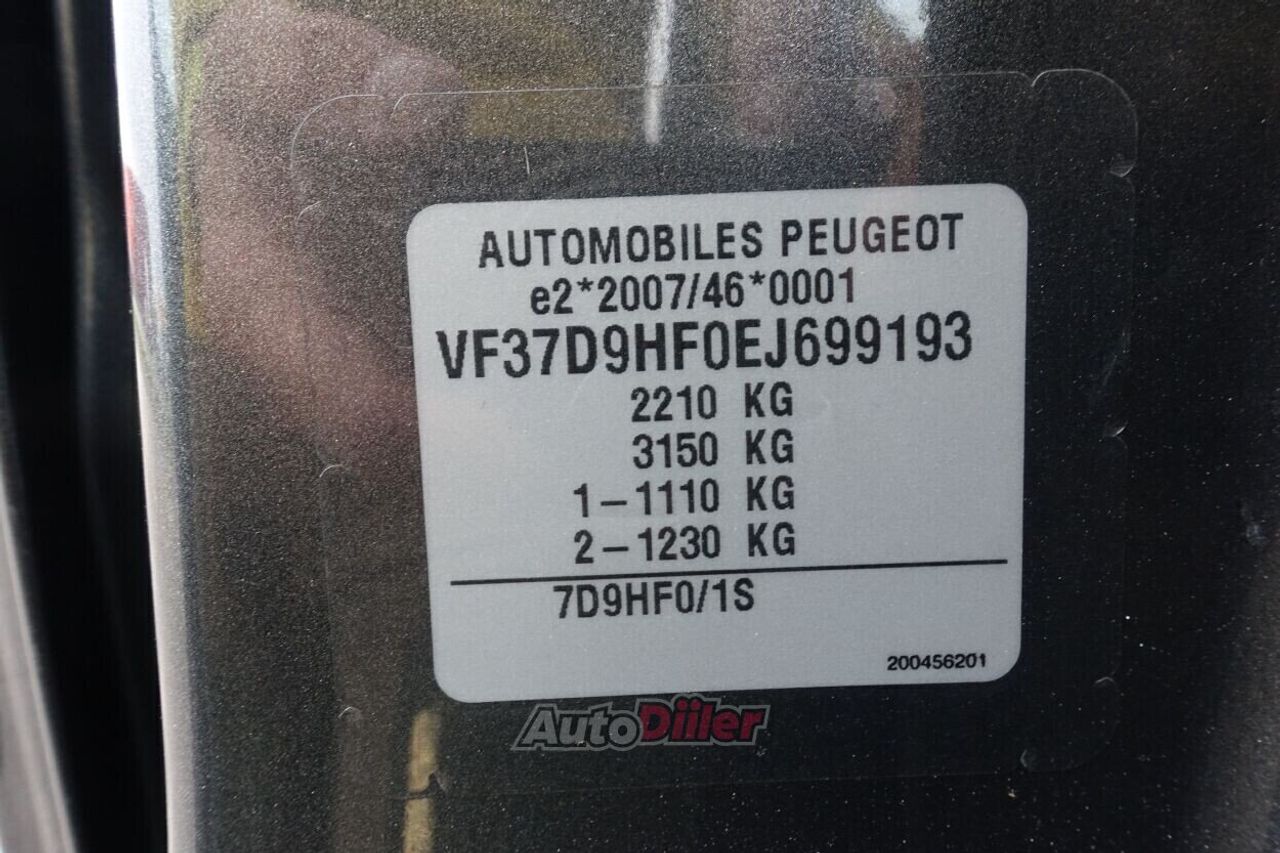 AUTOMOBILES PEUGEOT
e2*2007/46*0001
VF37D9HF0EJ699193
2210 KG
3150 KG
1-1110 KG
2-1230 KG
7D9HF0/1S
200456201
AutoDiiler